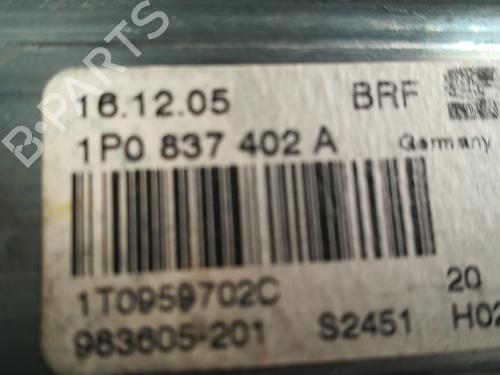 16.12.05 BRF
1P0 837 402 A Germany
1T0959702C 20
983605-201 S2451 H02
B-PARTS